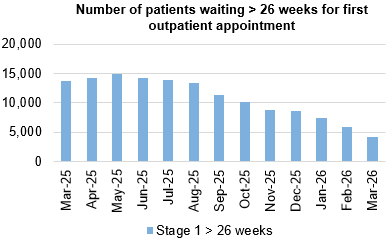 Number of patients waiting > 26 weeks for first
outpatient appointment
20,000
15,000
10,000
5,000
0
Mar-25
Apr-25
May-25
Jun-25
Jul-25
Aug-25
Sep-25
Oct-25
Nov-25
Dec-25
Jan-26
Feb-26
Mar-26
Stage 1 > 26 weeks